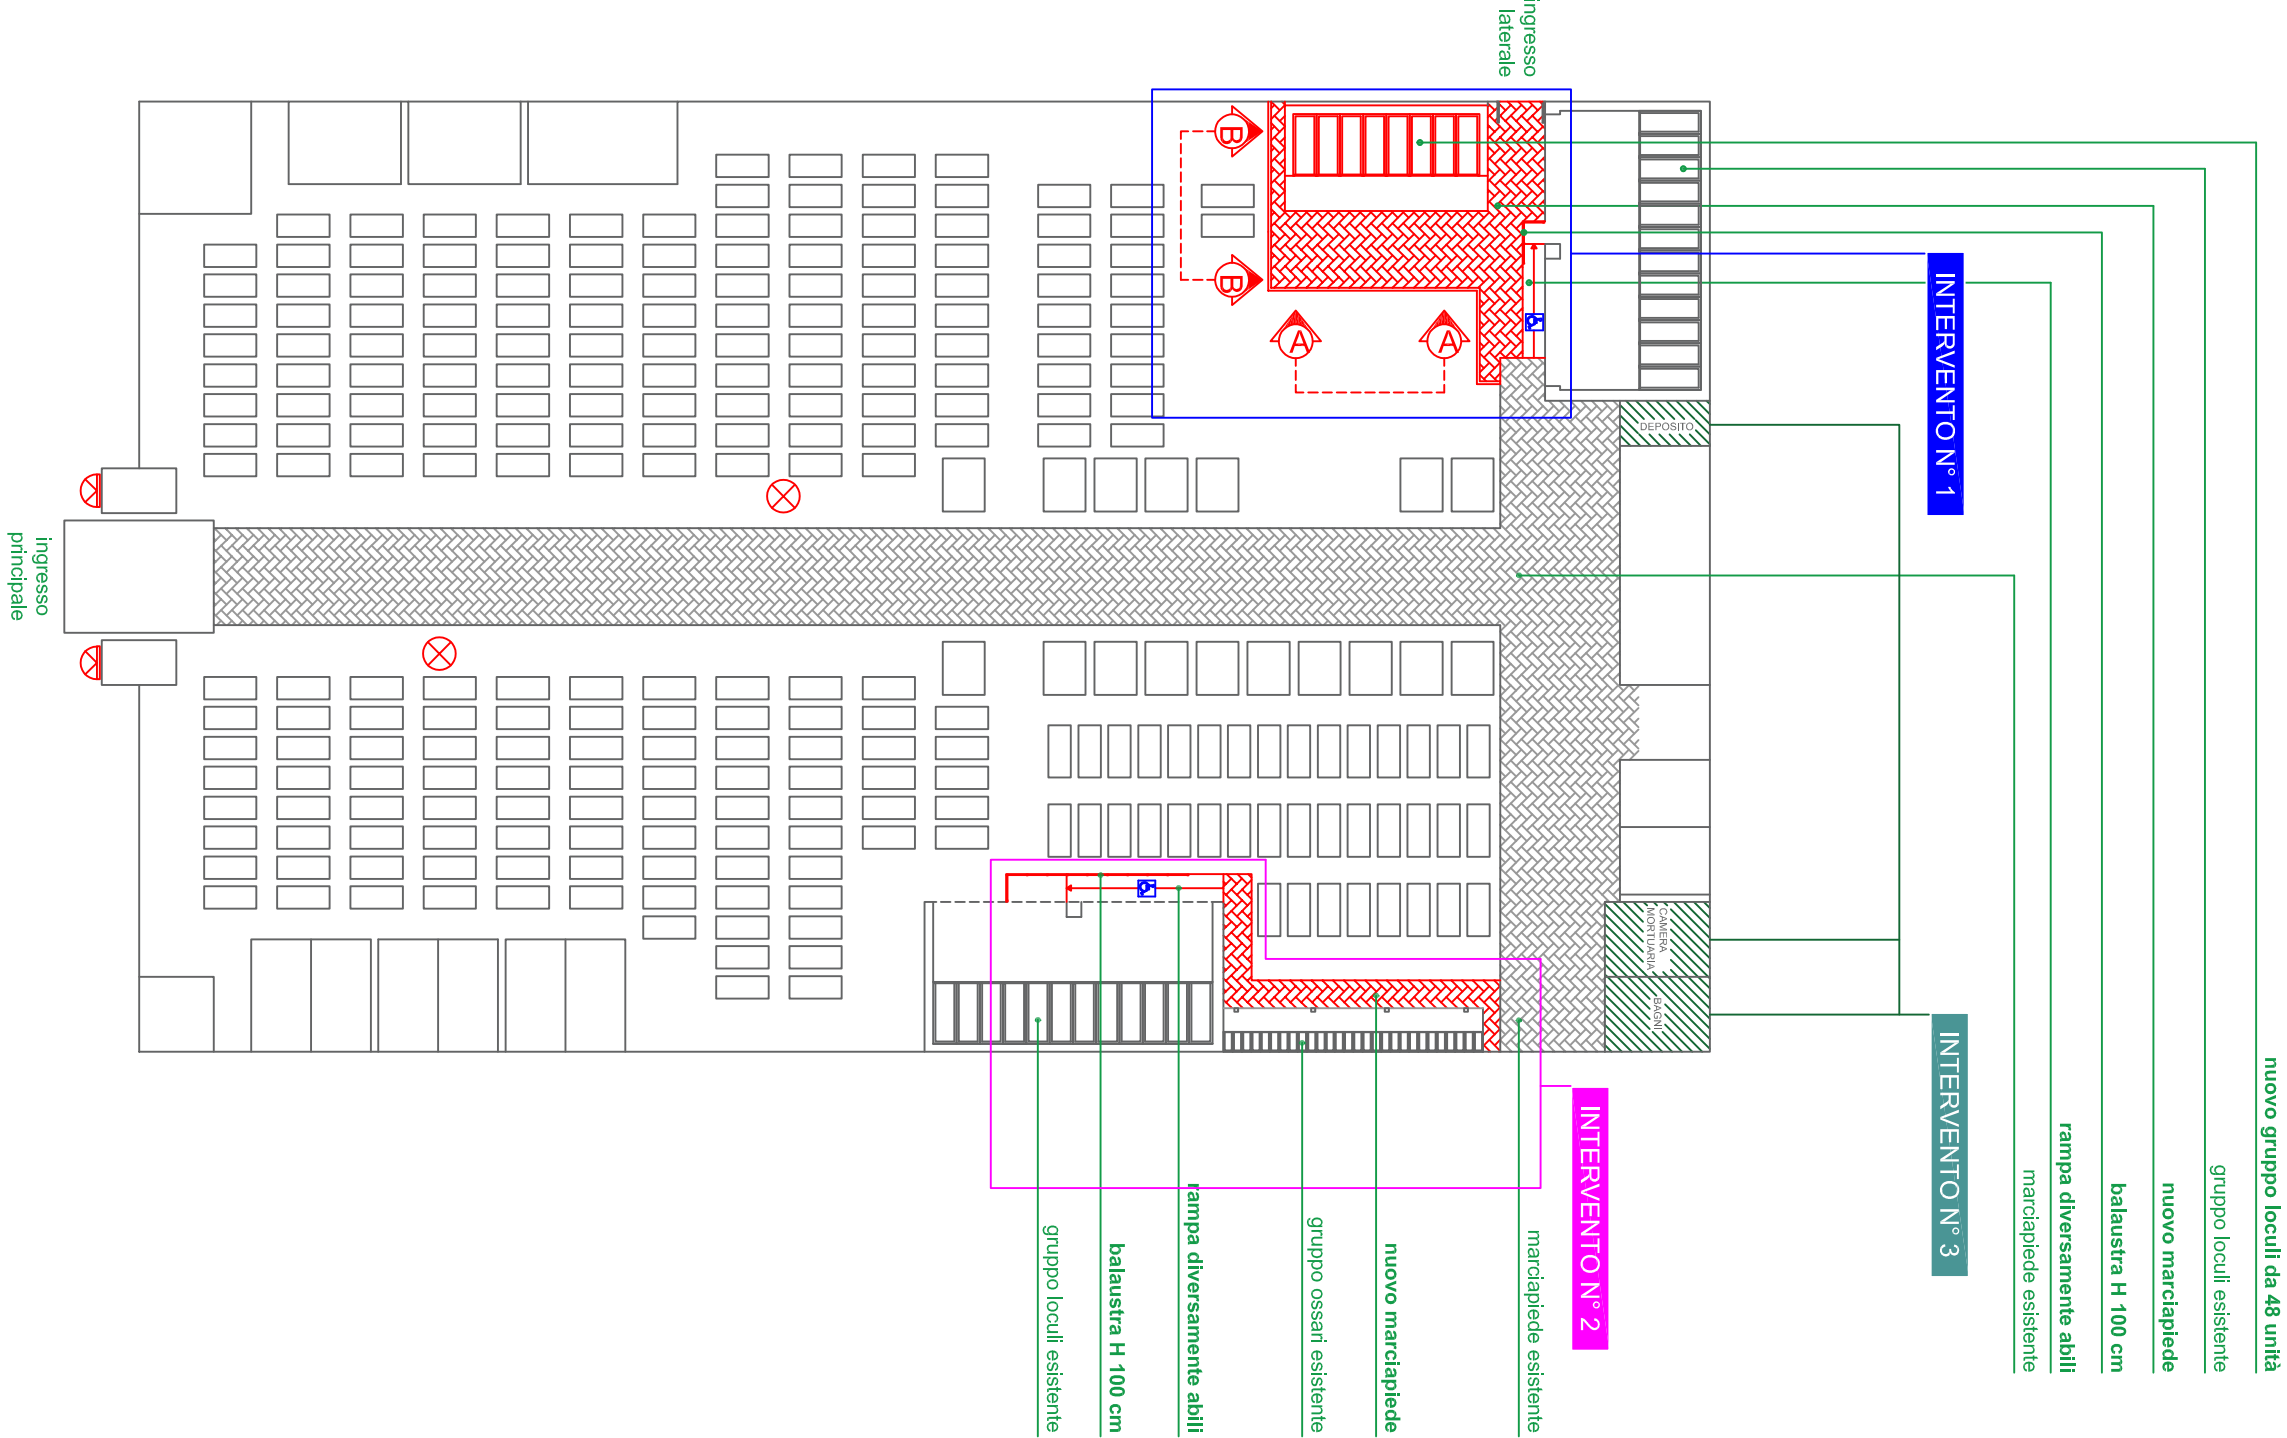 ingresso
laterale
B
B
A
A
INTERVENTO N° 1
DEPOSITO
ingresso
principale
CAMERA
MORTUARIA
BAGNI
INTERVENTO N° 3
INTERVENTO N° 2
nuovo gruppo loculi da 48 unità
gruppo loculi esistente
nuovo marciapiede
balaustra H 100 cm
rampa diversamente abili
marciapiede esistente
marciapiede esistente
nuovo marciapiede
gruppo ossari esistente
rampa diversamente abili
balaustra H 100 cm
gruppo loculi esistente